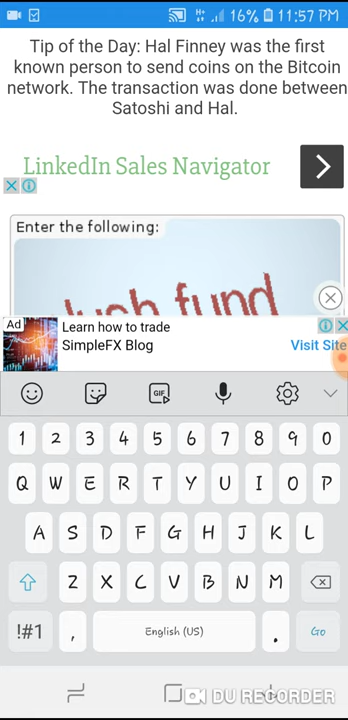 16% 11:57 PM
Tip of the Day: Hal Finney was the first
known person to send coins on the Bitcoin
network. The transaction was done between
Satoshi and Hal.
LinkedIn Sales Navigator
Enter the following:
fund
Ad
Learn how to trade
SimpleFX Blog
Visit Site
GIF
1 2 3 4 5 6 7 8 9 0
Q W E R T Y U I O P
A S D F G H J K L
Z X C V B N M
!#1 , English (US) . Go
DU RECORDER